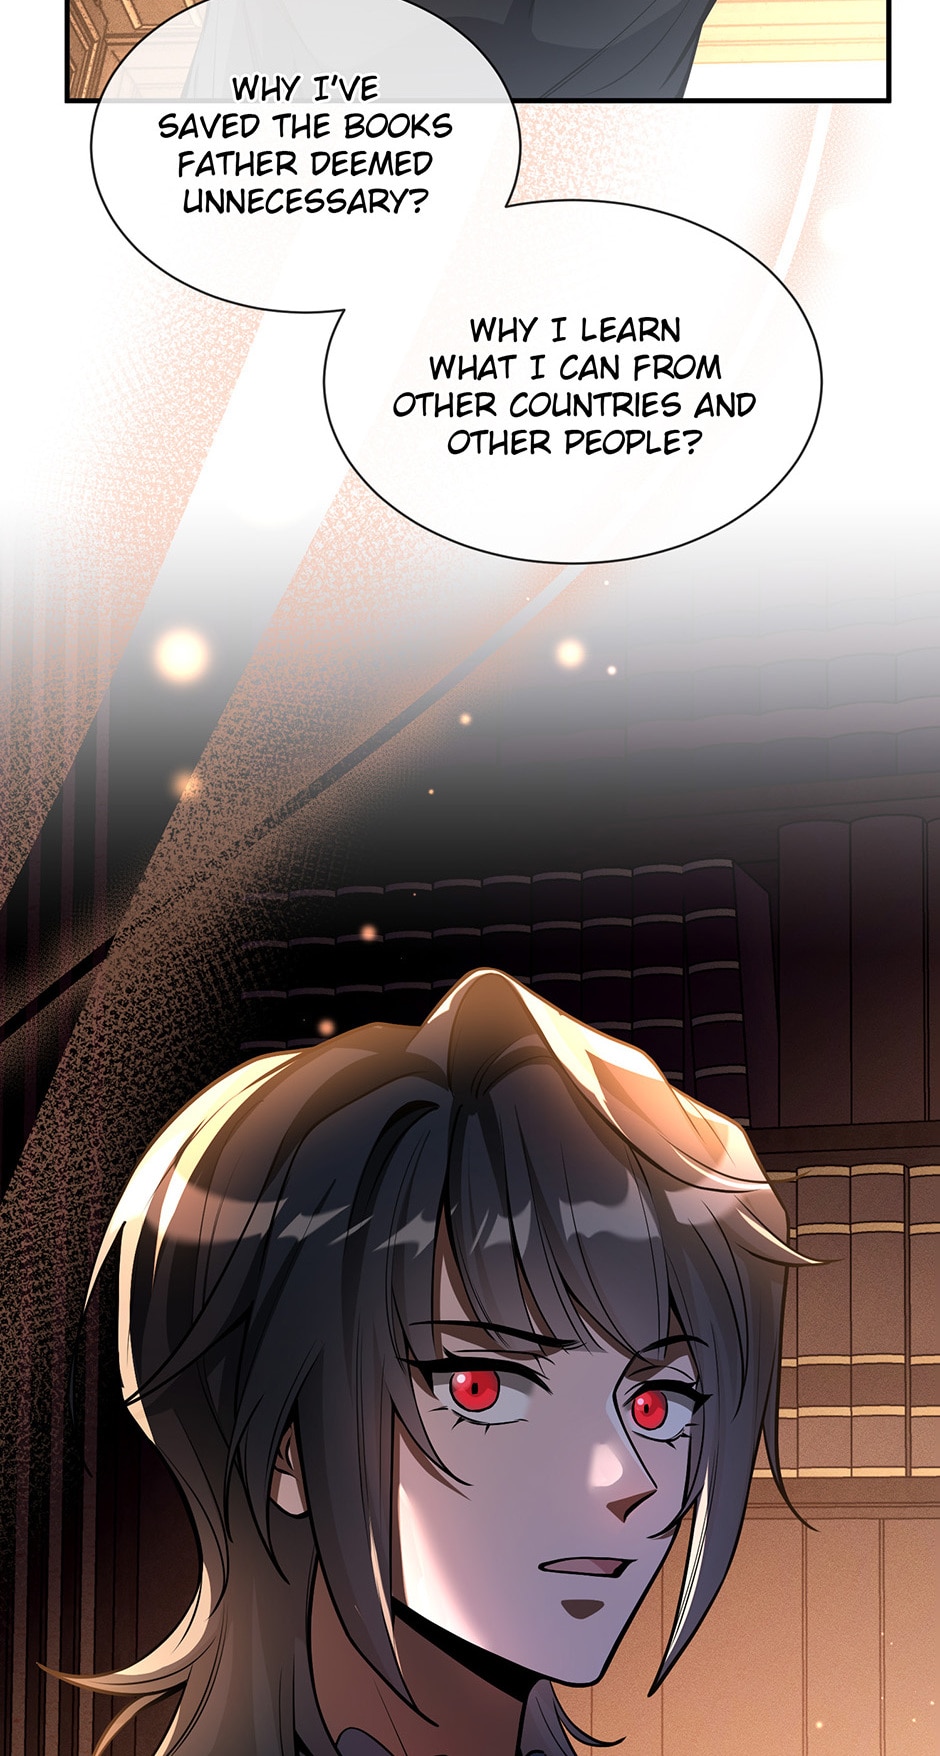 WHY I'VE
SAVED THE BOOKS
FATHER DEEMED
UNNECESSARY?
WHY I LEARN
WHAT I CAN FROM
OTHER COUNTRIES AND
OTHER PEOPLE?